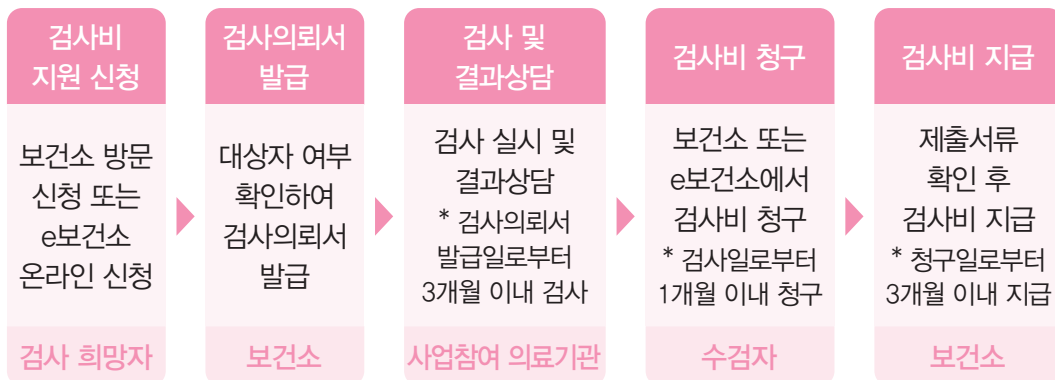 검사비
지원 신청
보건소 방문
신청 또는
e보건소
온라인 신청
검사 희망자
검사의뢰서
발급
대상자 여부
확인하여
검사의뢰서
발급
보건소
검사 및
결과상담
검사 실시 및
결과상담
* 검사의뢰서
발급일로부터
3개월 이내 검사
사업참여 의료기관
검사비 청구
보건소 또는
e보건소에서
검사비 청구
* 검사일로부터
1개월 이내 청구
수검자
검사비 지급
제출서류
확인 후
검사비 지급
* 청구일로부터
3개월 이내 지급
보건소